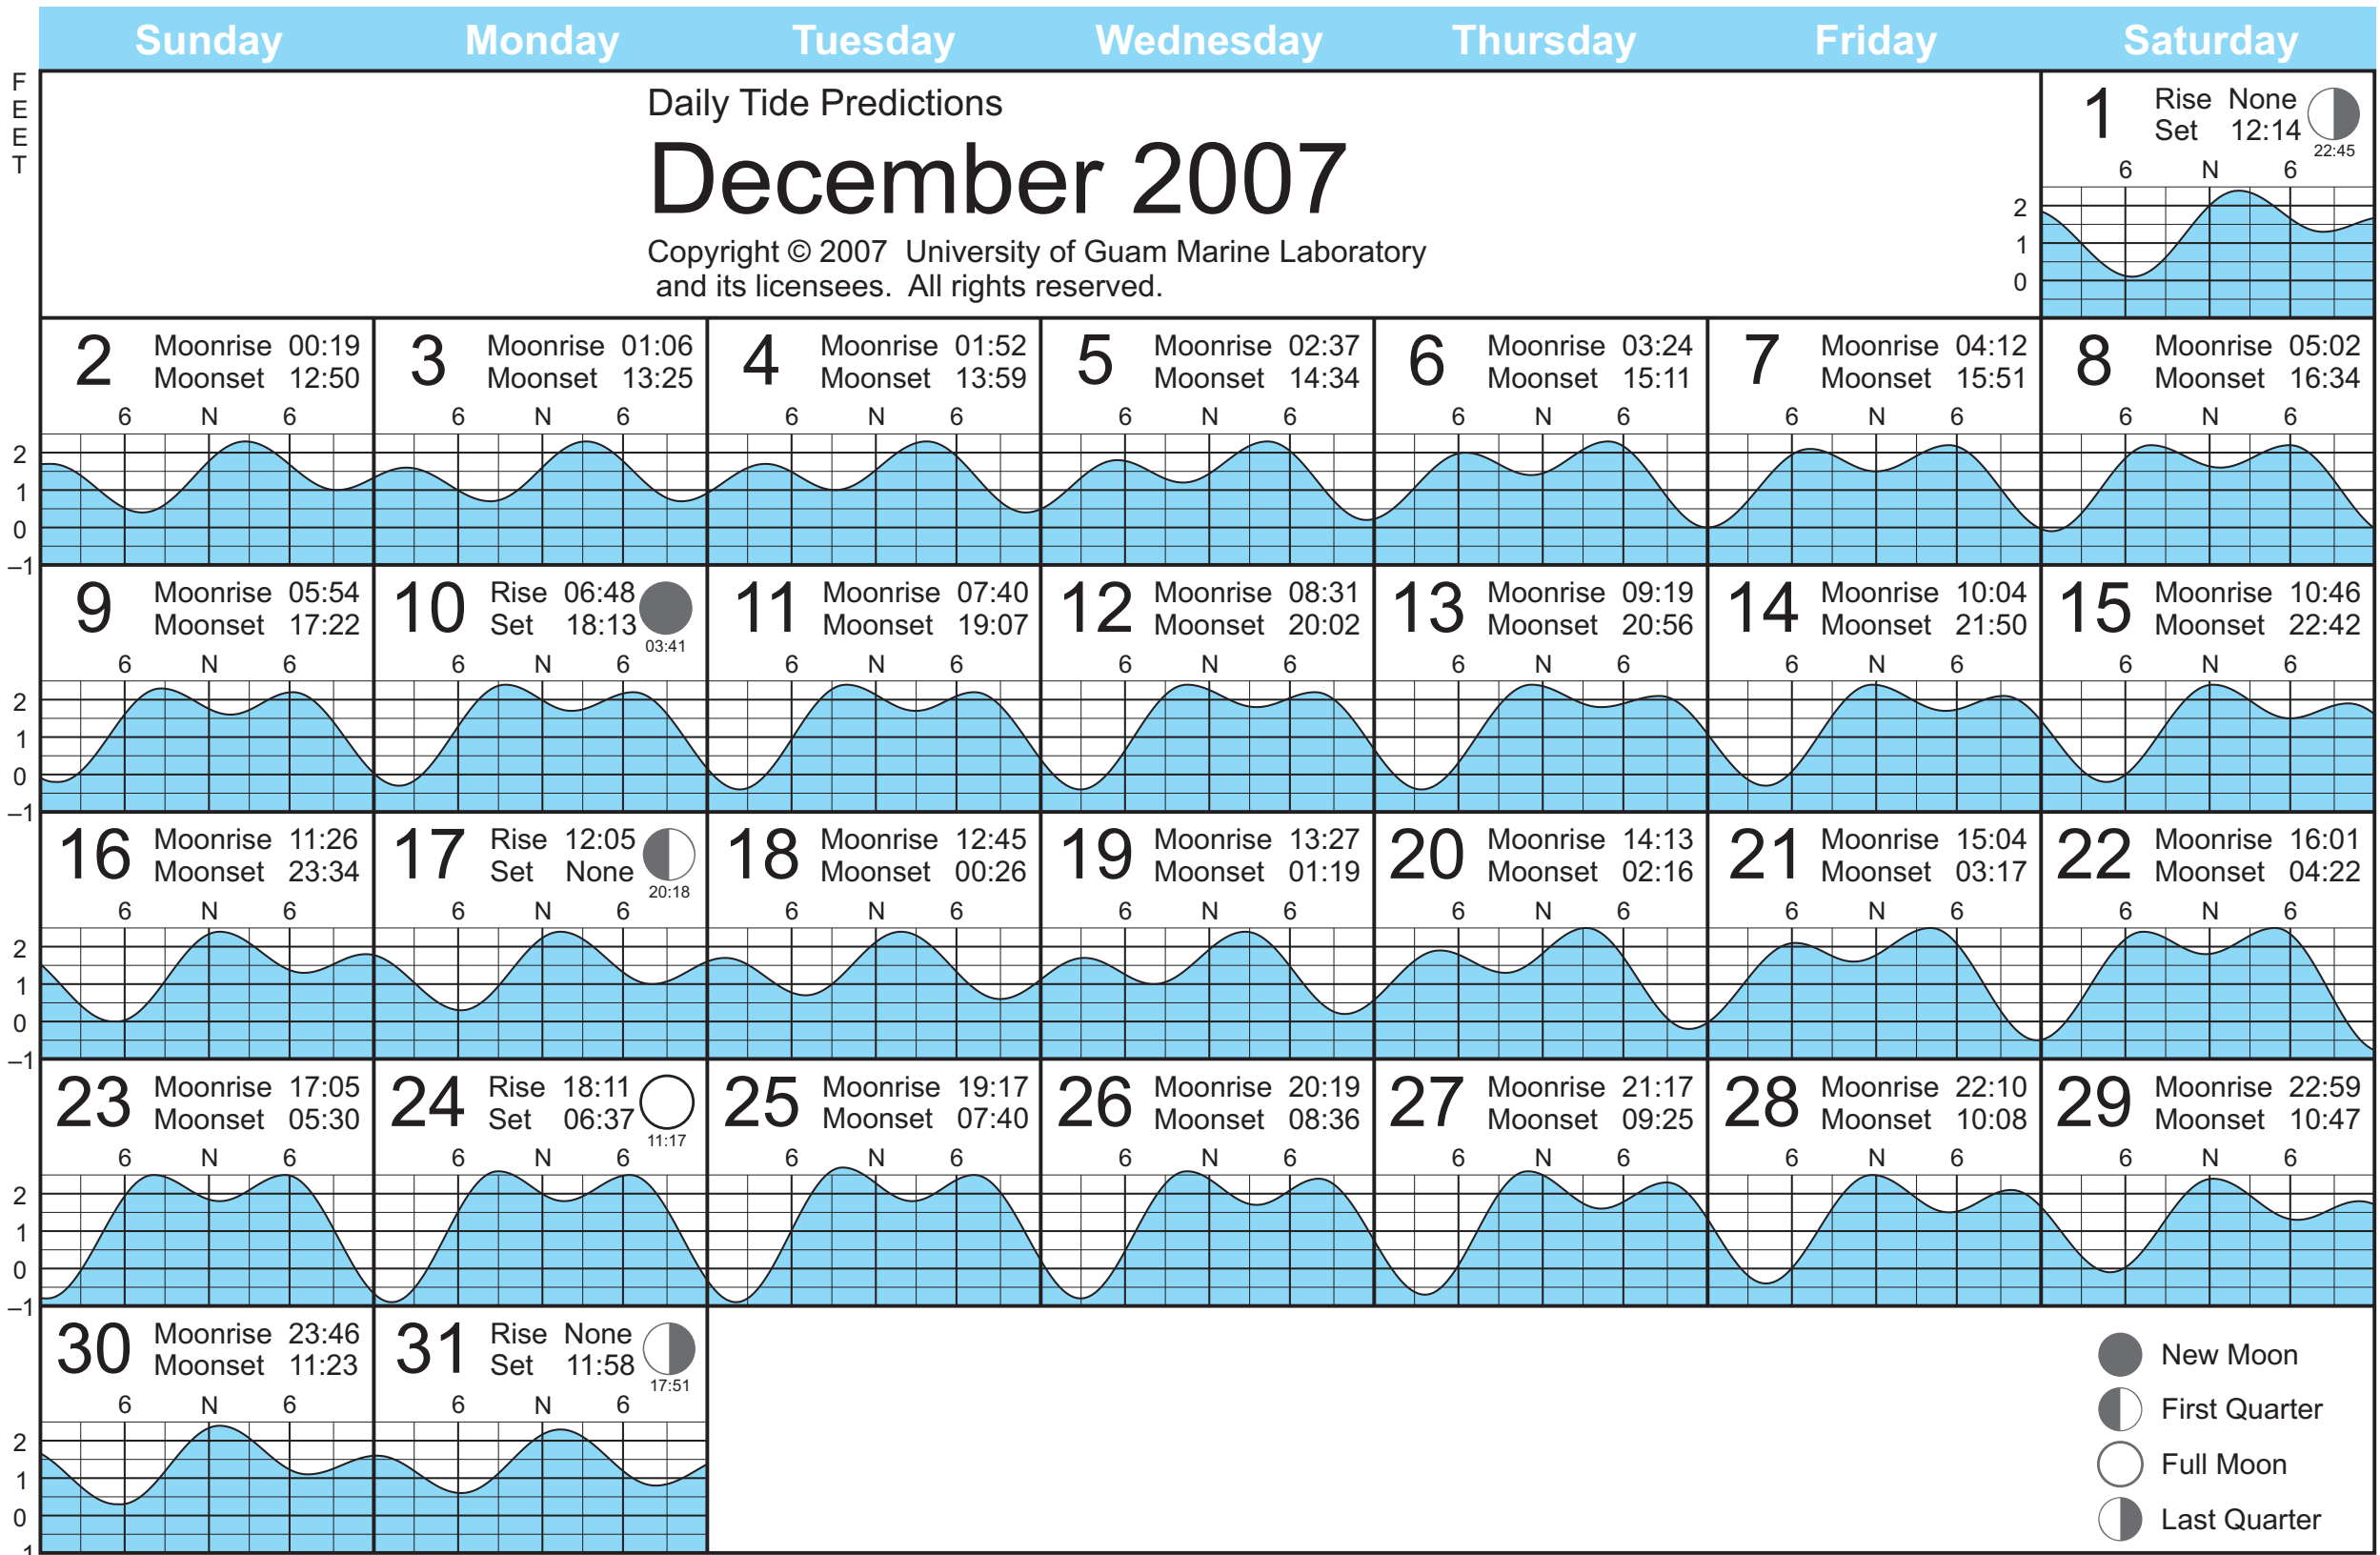 Sunday Monday Tuesday Wednesday Thursday Friday Saturday
FEET
Daily Tide Predictions
December 2007
Copyright © 2007 University of Guam Marine Laboratory
and its licensees. All rights reserved.
1 Rise None
Set 12:14
22:45
6 N 6
2
1
0
2 Moonrise 00:19
Moonset 12:50
6 N 6
3 Moonrise 01:06
Moonset 13:25
6 N 6
4 Moonrise 01:52
Moonset 13:59
6 N 6
5 Moonrise 02:37
Moonset 14:34
6 N 6
6 Moonrise 03:24
Moonset 15:11
6 N 6
7 Moonrise 04:12
Moonset 15:51
6 N 6
8 Moonrise 05:02
Moonset 16:34
6 N 6
2
1
0
–1
9 Moonrise 05:54
Moonset 17:22
6 N 6
10 Rise 06:48
Set 18:13
03:41
6 N 6
11 Moonrise 07:40
Moonset 19:07
6 N 6
12 Moonrise 08:31
Moonset 20:02
6 N 6
13 Moonrise 09:19
Moonset 20:56
6 N 6
14 Moonrise 10:04
Moonset 21:50
6 N 6
15 Moonrise 10:46
Moonset 22:42
6 N 6
2
1
0
–1
16 Moonrise 11:26
Moonset 23:34
6 N 6
17 Rise 12:05
Set None
20:18
6 N 6
18 Moonrise 12:45
Moonset 00:26
6 N 6
19 Moonrise 13:27
Moonset 01:19
6 N 6
20 Moonrise 14:13
Moonset 02:16
6 N 6
21 Moonrise 15:04
Moonset 03:17
6 N 6
22 Moonrise 16:01
Moonset 04:22
6 N 6
2
1
0
–1
23 Moonrise 17:05
Moonset 05:30
6 N 6
24 Rise 18:11
Set 06:37
11:17
6 N 6
25 Moonrise 19:17
Moonset 07:40
6 N 6
26 Moonrise 20:19
Moonset 08:36
6 N 6
27 Moonrise 21:17
Moonset 09:25
6 N 6
28 Moonrise 22:10
Moonset 10:08
6 N 6
29 Moonrise 22:59
Moonset 10:47
6 N 6
2
1
0
–1
30 Moonrise 23:46
Moonset 11:23
6 N 6
31 Rise None
Set 11:58
17:51
6 N 6
2
1
0
–1
New Moon
First Quarter
Full Moon
Last Quarter